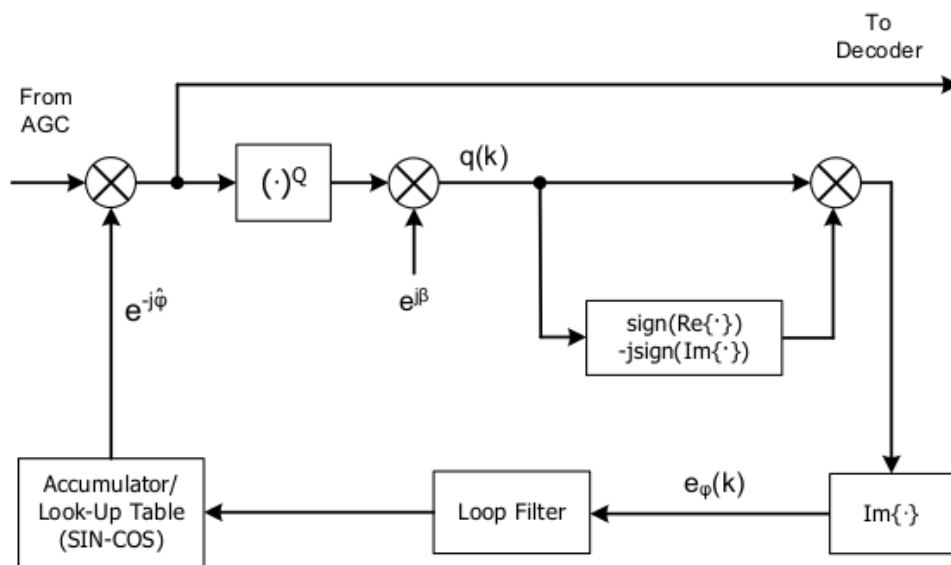 To
Decoder
From
AGC
(·)^Q
q(k)
e^{-jφ̂}
e^{jβ}
sign(Re{·})
-jsign(Im{·})
Accumulator/
Look-Up Table
(SIN-COS)
Loop Filter
e_φ(k)
Im{·}